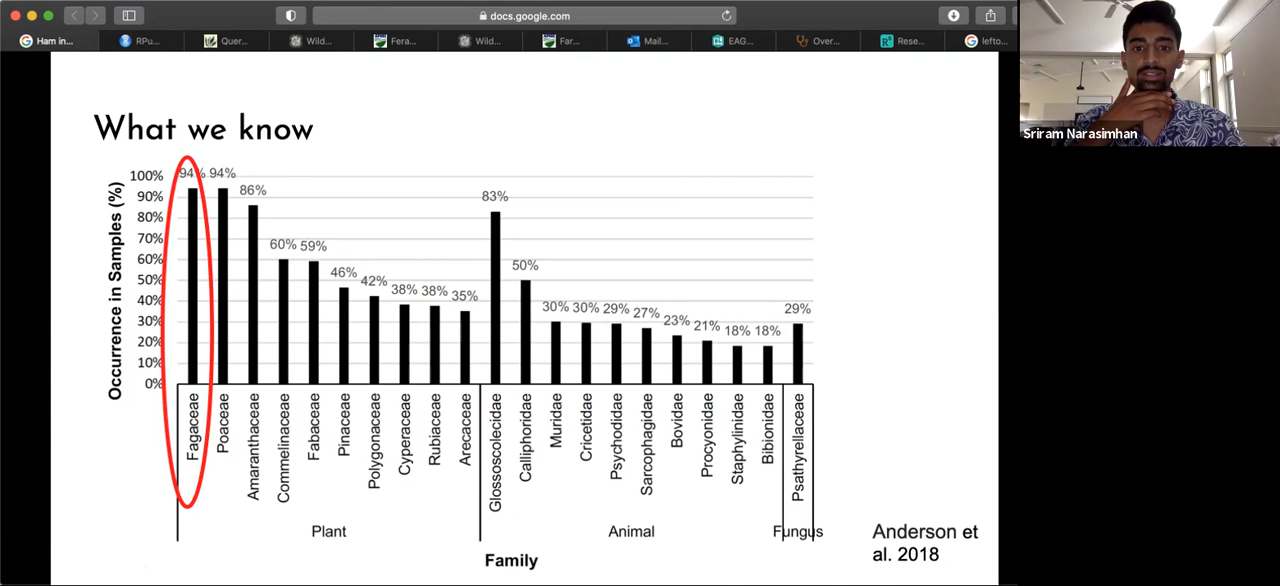 docs.google.com
Ham in...
RPu...
Quer...
Wild...
Fera...
Wild...
Far...
Mail...
EAG...
Over...
Rese...
lefto...
Sriram Narasimhan
What we know
Occurrence in Samples (%)
100%
90%
80%
70%
60%
50%
40%
30%
20%
10%
0%
94%
94%
86%
60%
59%
46%
42%
38%
38%
35%
83%
50%
30%
30%
29%
27%
23%
21%
18%
18%
29%
Fagaceae
Poaceae
Amaranthaceae
Commelinaceae
Fabaceae
Pinaceae
Polygonaceae
Cyperaceae
Rubiaceae
Arecaceae
Glossoscolecidae
Calliphoridae
Muridae
Cricetidae
Psychodidae
Sarcophagidae
Bovidae
Procyonidae
Staphylinidae
Bibionidae
Psathyrellaceae
Plant
Animal
Fungus
Family
Anderson et
al. 2018